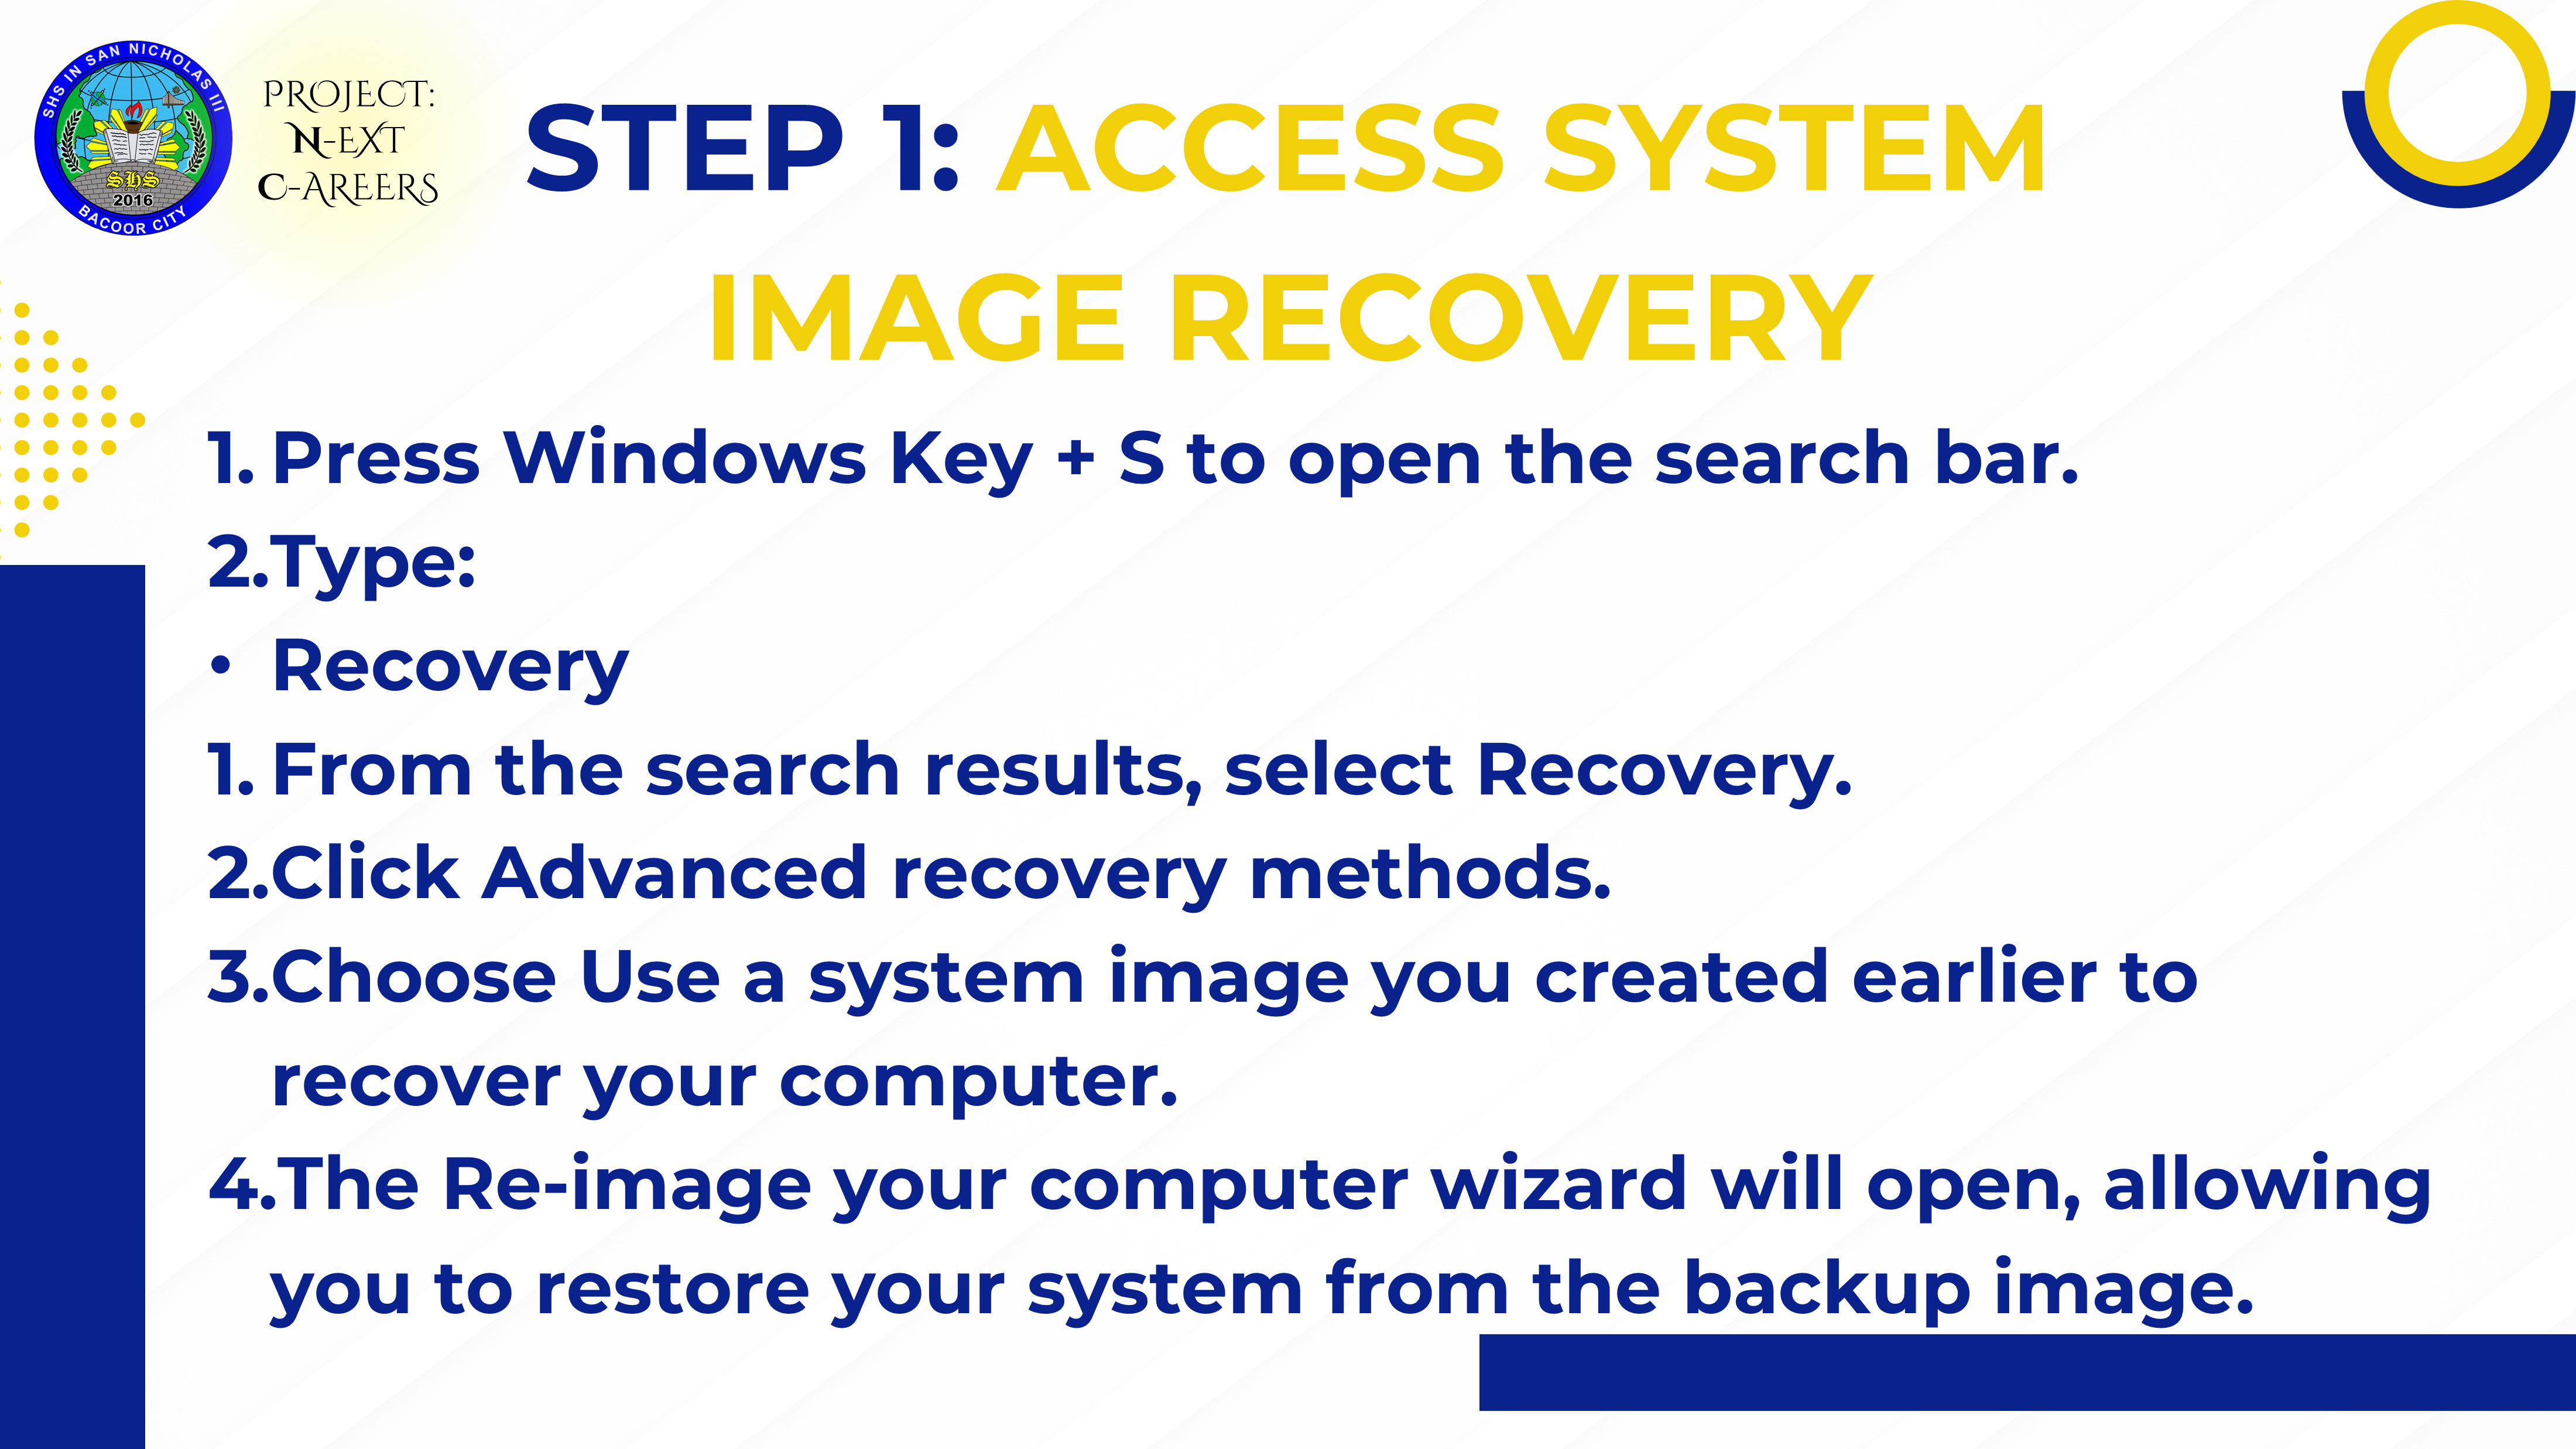 SHS IN SAN NICHOLAS III
SHS
2016
BACOOR CITY
PROJECT:
N-EXT
C-AREERS
STEP 1: ACCESS SYSTEM
IMAGE RECOVERY
1. Press Windows Key + S to open the search bar.
2.Type:
• Recovery
1. From the search results, select Recovery.
2.Click Advanced recovery methods.
3.Choose Use a system image you created earlier to
recover your computer.
4.The Re-image your computer wizard will open, allowing
you to restore your system from the backup image.